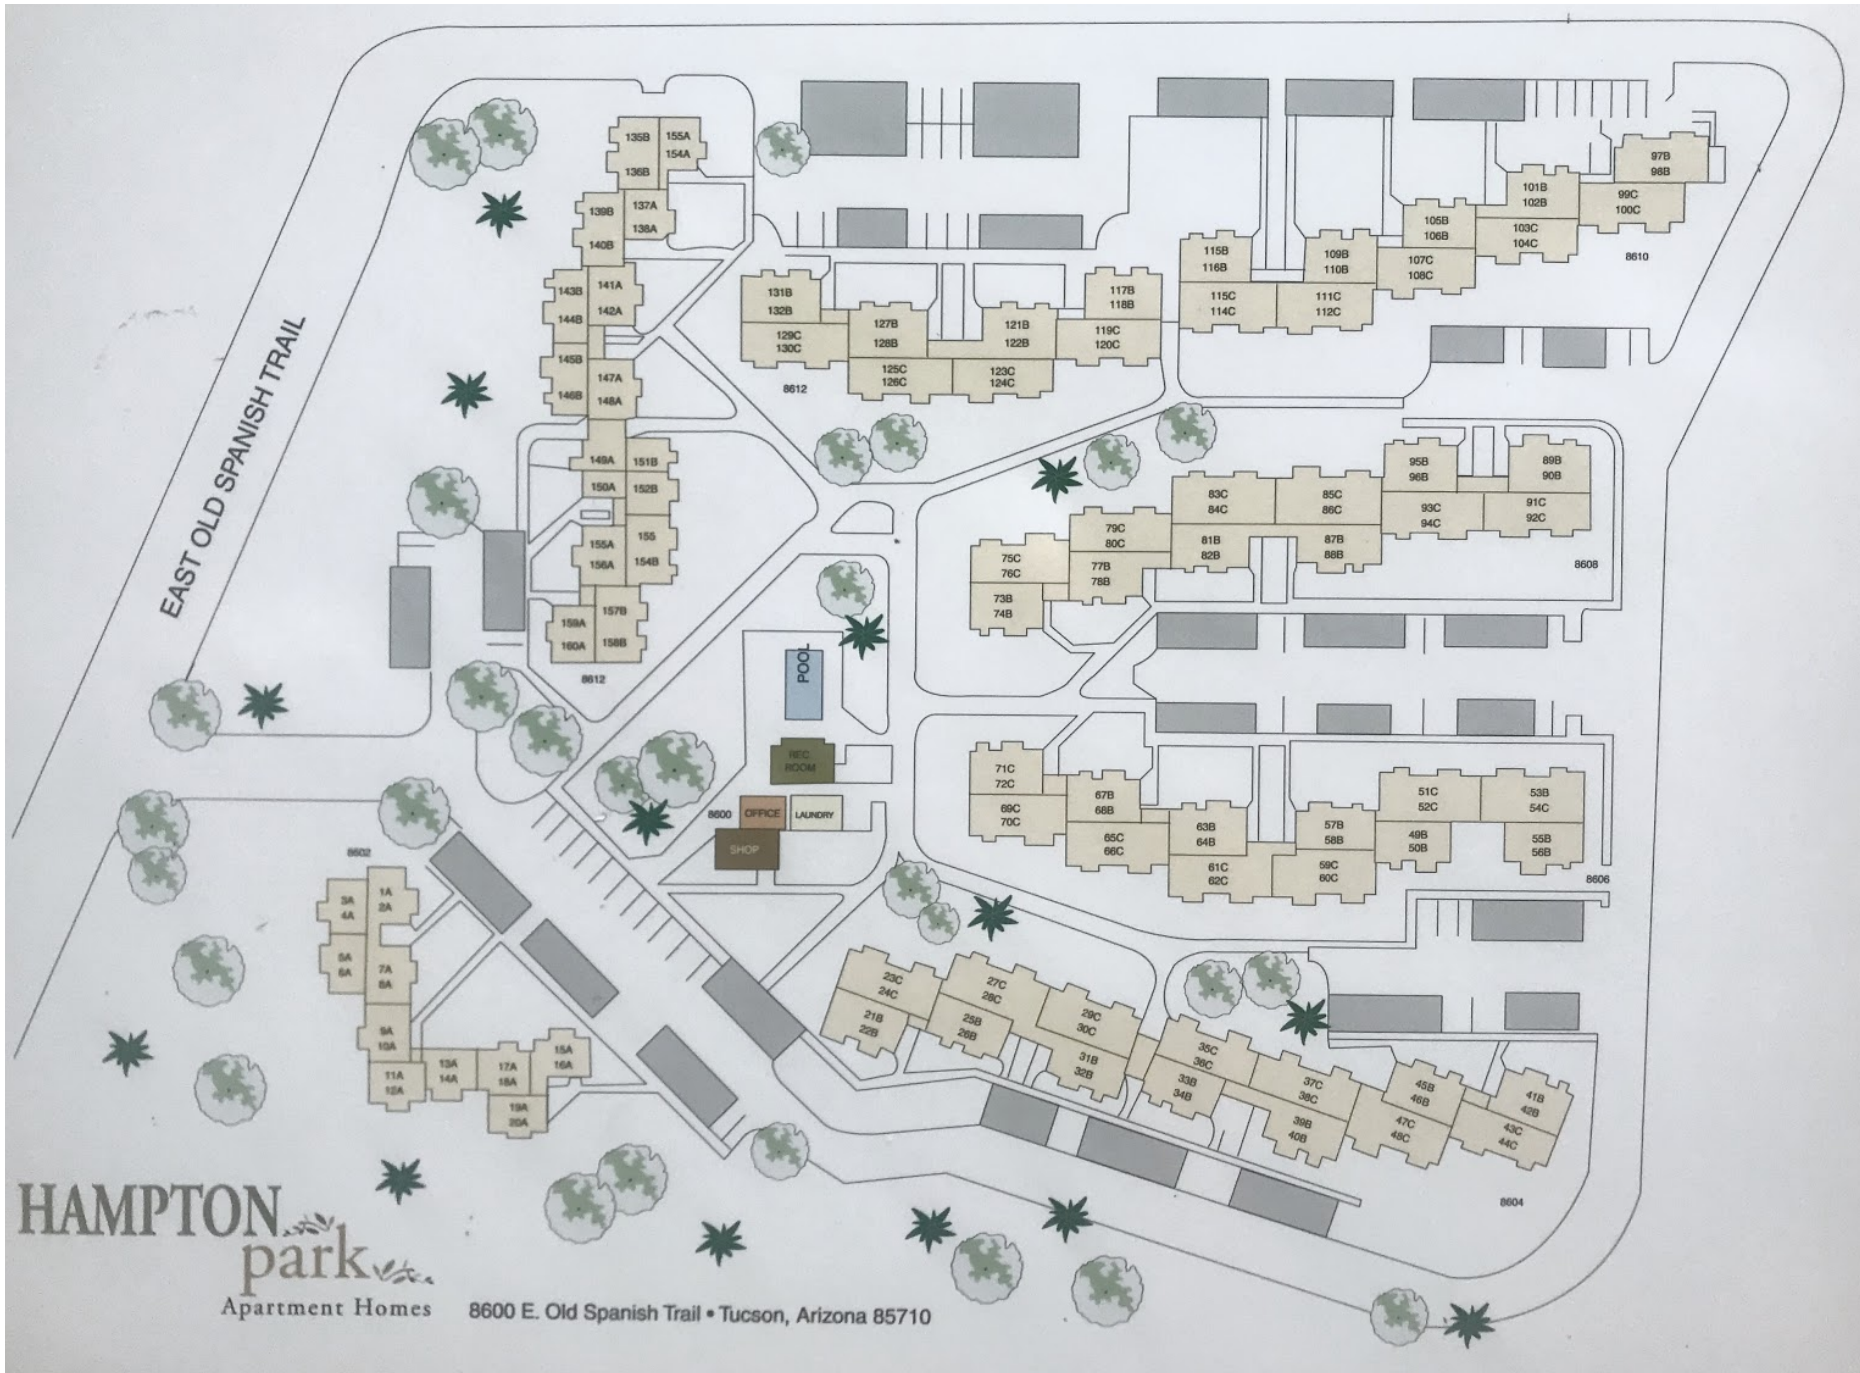 EAST OLD SPANISH TRAIL
135B
136B
155A
154A
139B
140B
137A
138A
143B
144B
141A
142A
145B
146B
147A
148A
149A
150A
151B
152B
155A
156A
155
154B
159A
160A
157B
158B
8612
131B
132B
129C
130C
127B
128B
125C
126C
121B
122B
123C
124C
117B
118B
119C
120C
8612
115B
116B
115C
114C
109B
110B
111C
112C
105B
106B
107C
108C
101B
102B
103C
104C
97B
98B
99C
100C
8610
75C
76C
73B
74B
79C
80C
77B
78B
83C
84C
81B
82B
85C
86C
87B
88B
95B
96B
93C
94C
89B
90B
91C
92C
8608
POOL
REC
ROOM
8600
OFFICE
LAUNDRY
SHOP
71C
72C
69C
70C
67B
68B
65C
66C
63B
64B
61C
62C
57B
58B
59C
60C
51C
52C
49B
50B
53B
54C
55B
56B
8606
8602
3A
4A
1A
2A
5A
6A
7A
8A
9A
10A
11A
12A
13A
14A
17A
18A
15A
16A
19A
20A
23C
24C
21B
22B
27C
28C
25B
26B
29C
30C
31B
32B
35C
36C
33B
34B
37C
38C
39B
40B
45B
46B
47C
48C
41B
42B
43C
44C
8604
HAMPTON
park
Apartment Homes
8600 E. Old Spanish Trail • Tucson, Arizona 85710